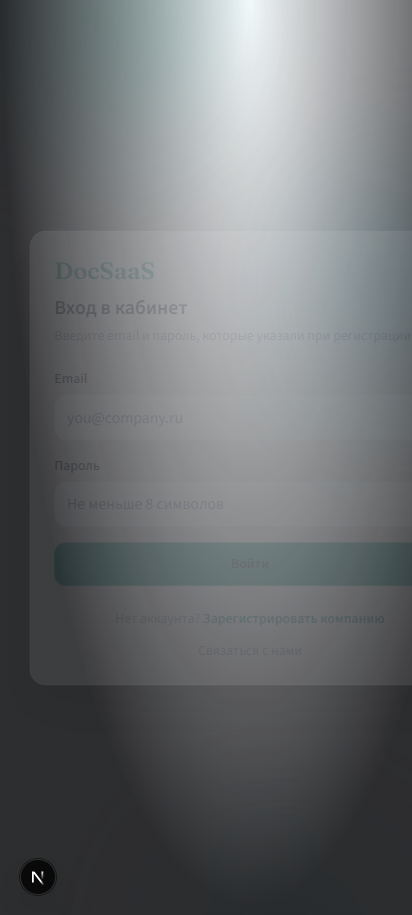 DocSaaS
Вход в кабинет
Введите email и пароль, которые указали при регистрации
Email
you@company.ru
Пароль
Не меньше 8 символов
Войти
Нет аккаунта? Зарегистрировать компанию
Связаться с нами
N